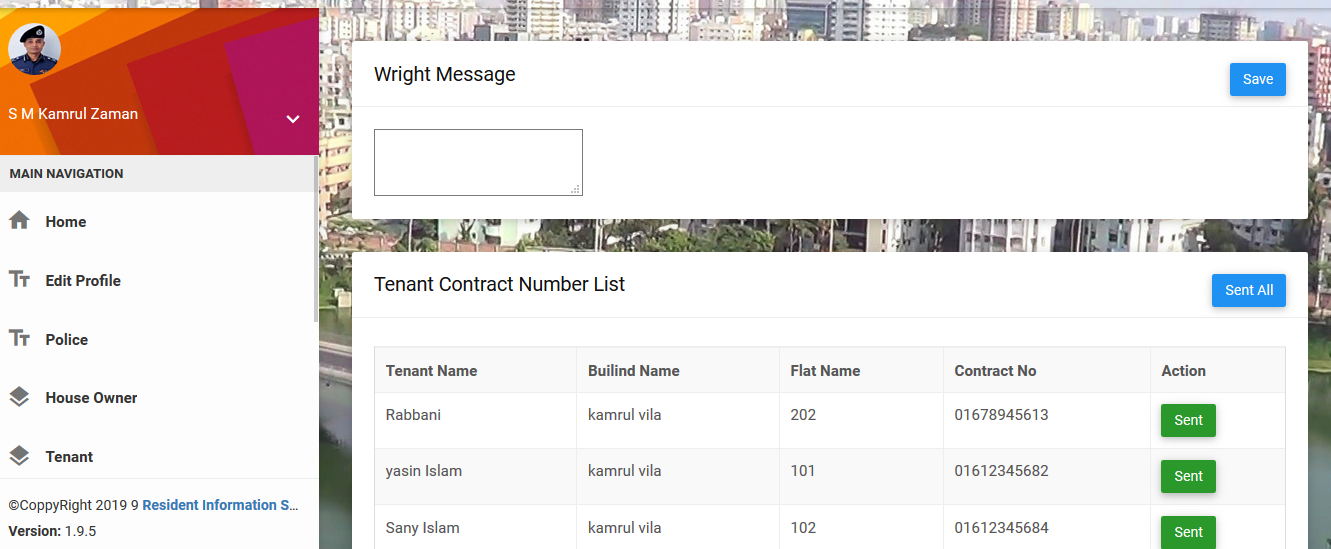 S M Kamrul Zaman
MAIN NAVIGATION
Home
Edit Profile
Police
House Owner
Tenant
©CoppyRight 2019 9 Resident Information S...
Version: 1.9.5
Wright Message
Save
Tenant Contract Number List
Sent All
Tenant Name Builind Name Flat Name Contract No Action
Rabbani kamrul vila 202 01678945613 Sent
yasin Islam kamrul vila 101 01612345682 Sent
Sany Islam kamrul vila 102 01612345684 Sent